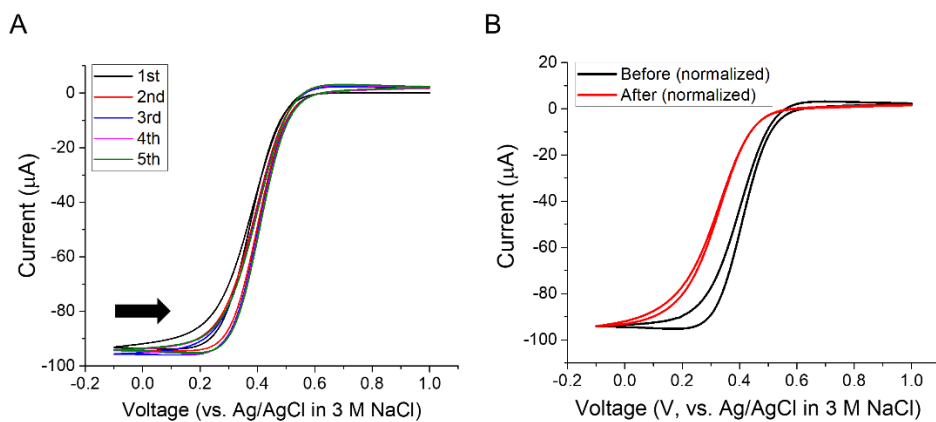 A
Current (μA)
0
-20
-40
-60
-80
-100
1st
2nd
3rd
4th
5th
-0.2 0.0 0.2 0.4 0.6 0.8 1.0
Voltage (vs. Ag/AgCl in 3 M NaCl)
B
Current (μA)
20
0
-20
-40
-60
-80
-100
Before (normalized)
After (normalized)
-0.2 0.0 0.2 0.4 0.6 0.8 1.0
Voltage (V, vs. Ag/AgCl in 3 M NaCl)